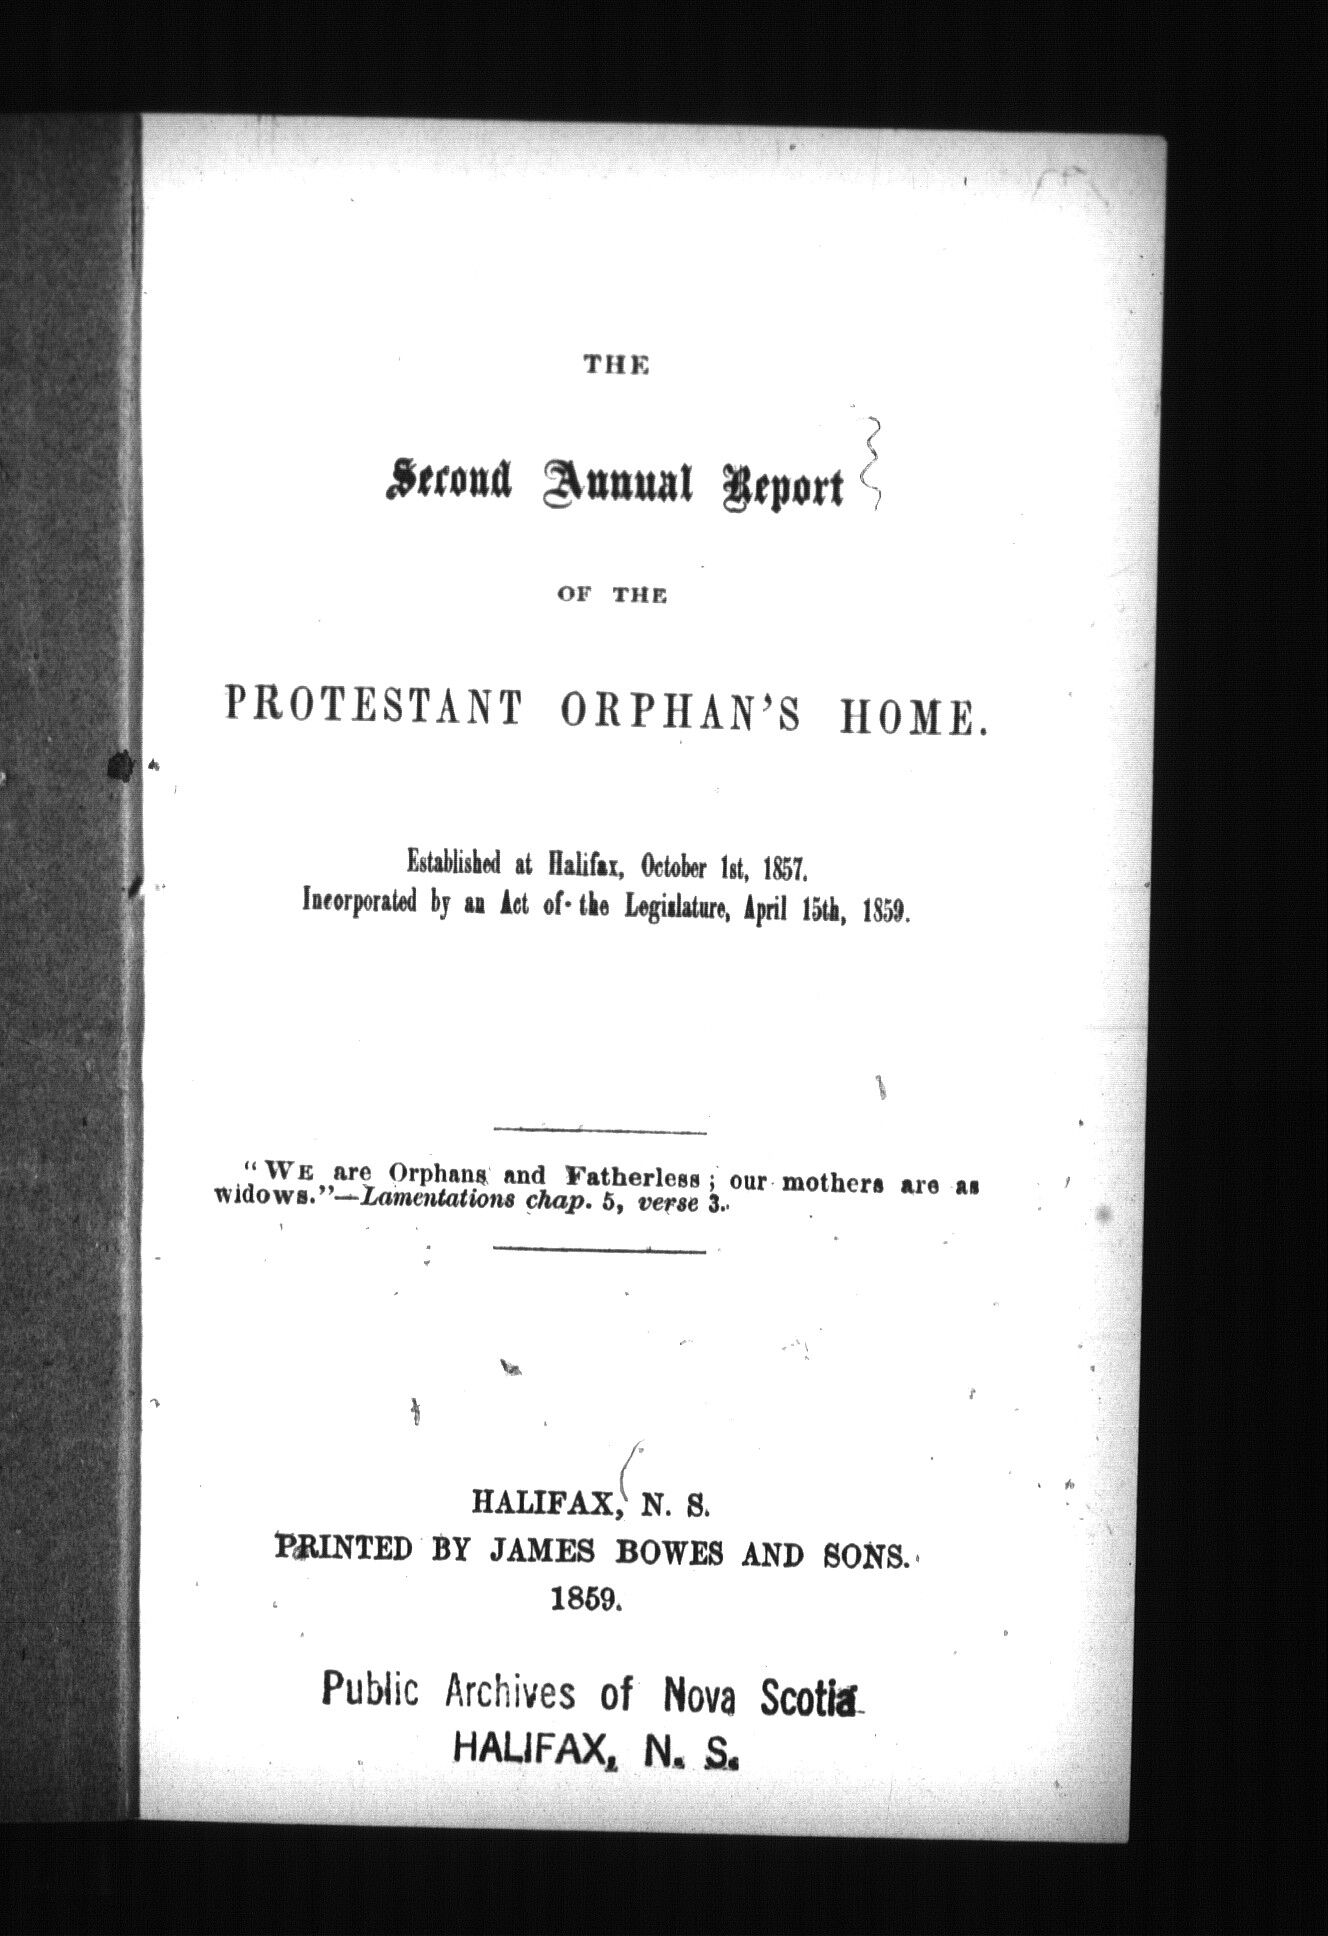 THE
Second Annual Report
OF THE
PROTESTANT ORPHAN'S HOME.
Established at Halifax, October 1st, 1857.
Incorporated by an Act of the Legislature, April 15th, 1859.
"WE are Orphans and Fatherless; our mothers are as
widows."—Lamentations chap. 5, verse 3.
HALIFAX, N. S.
PRINTED BY JAMES BOWES AND SONS.
1859.
Public Archives of Nova Scotia
HALIFAX, N. S.